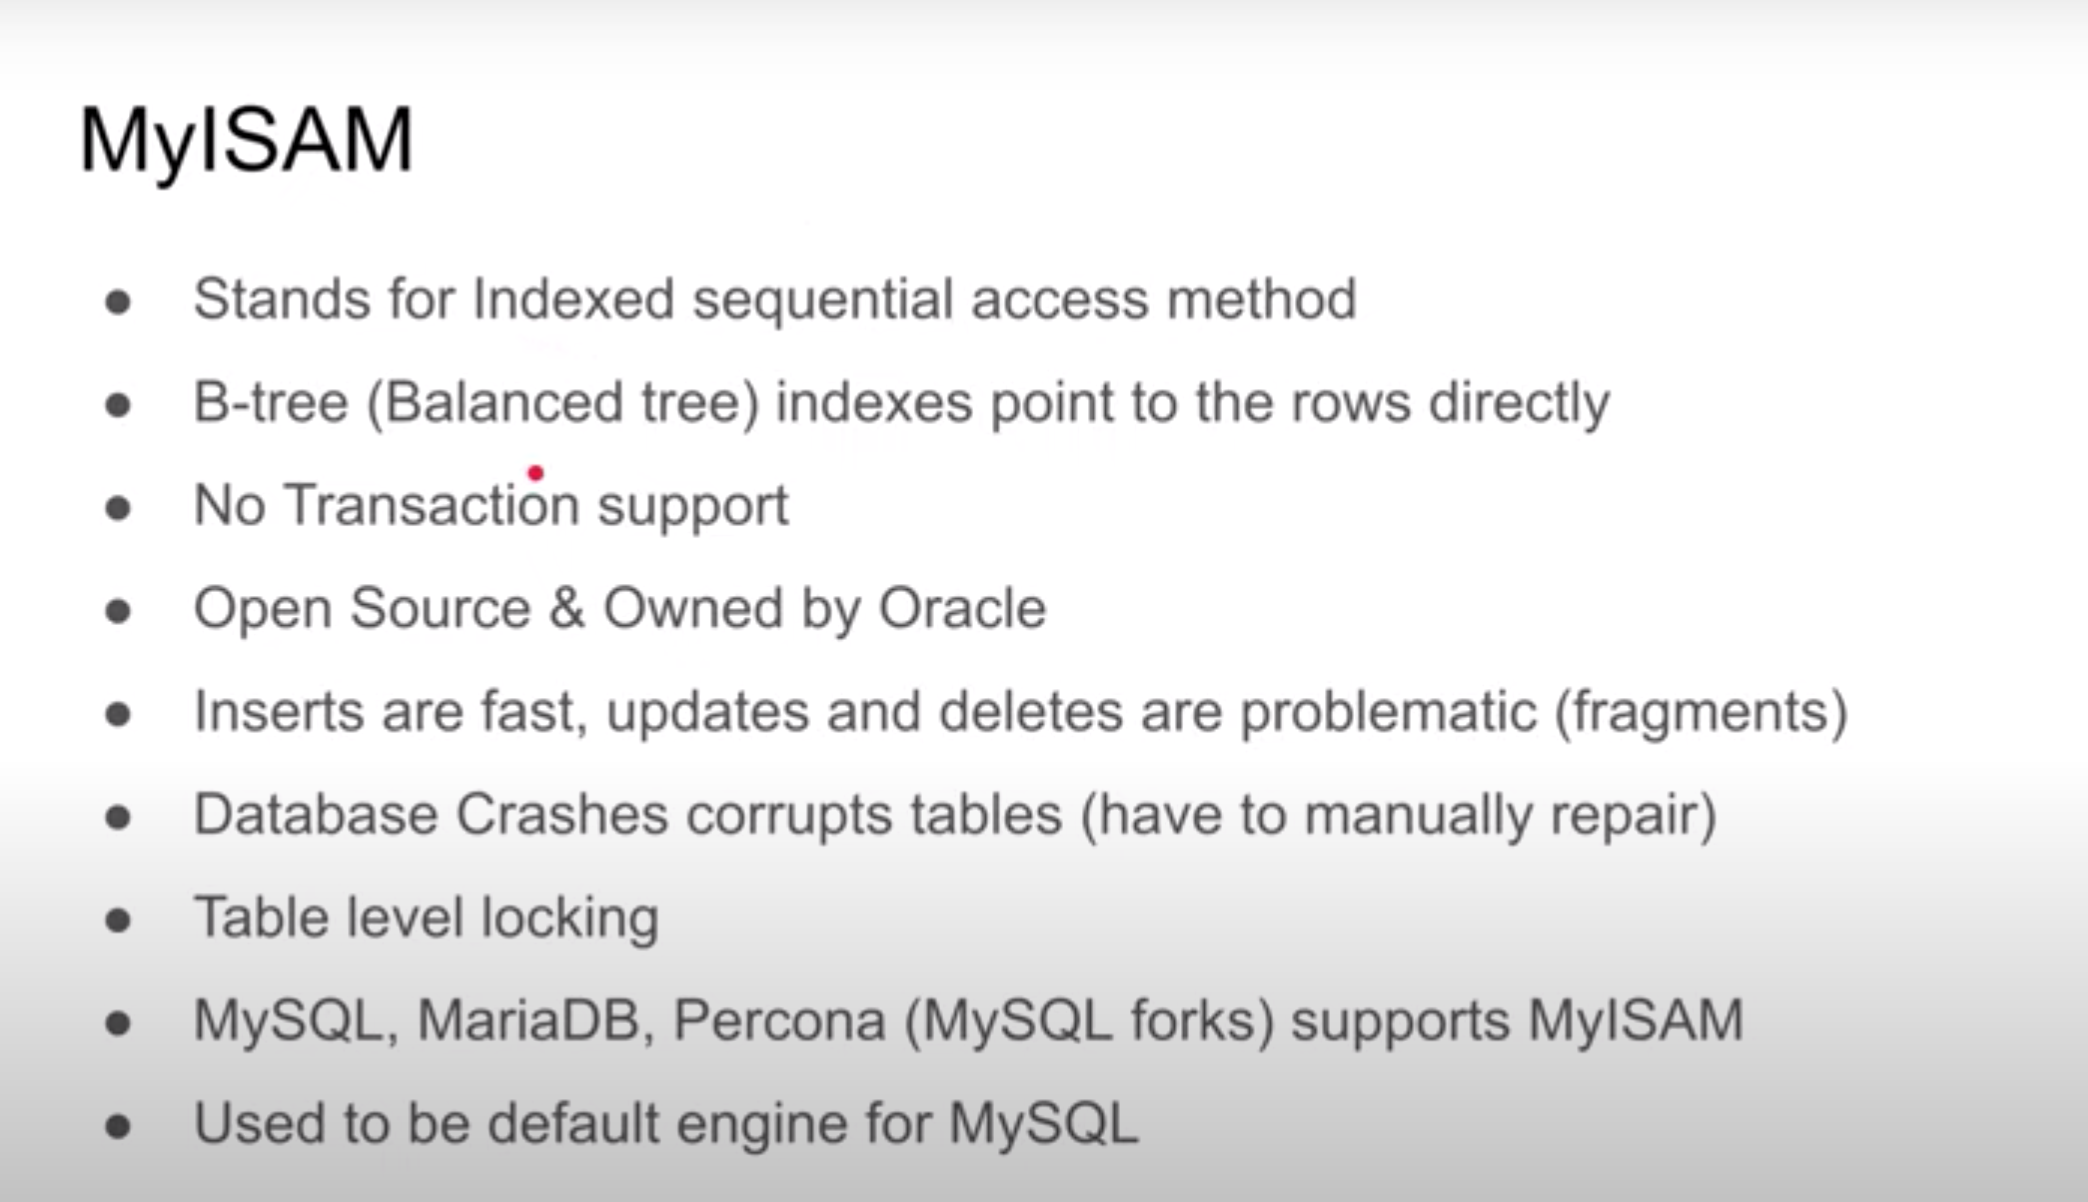 MyISAM
● Stands for Indexed sequential access method
● B-tree (Balanced tree) indexes point to the rows directly
● No Transaction support
● Open Source & Owned by Oracle
● Inserts are fast, updates and deletes are problematic (fragments)
● Database Crashes corrupts tables (have to manually repair)
● Table level locking
● MySQL, MariaDB, Percona (MySQL forks) supports MyISAM
● Used to be default engine for MySQL